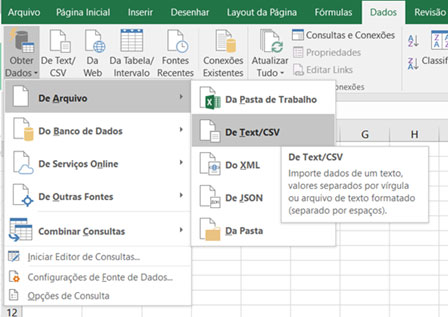 Arquivo Página Inicial Inserir Desenhar Layout da Página Fórmulas Dados Revisão
Obter Dados
De Text/ CSV
Da Web
Da Tabela/ Intervalo
Fontes Recentes
Conexões Existentes
Atualizar Tudo
Consultas e Conexões
Propriedades
Editar Links
Classif
De Arquivo
Do Banco de Dados
De Serviços Online
De Outras Fontes
Combinar Consultas
Iniciar Editor de Consultas...
Configurações de Fonte de Dados...
Opções de Consulta
Da Pasta de Trabalho
De Text/CSV
Do XML
De JSON
Da Pasta
De Text/CSV
Importe dados de um texto,
valores separados por vírgula
ou arquivo de texto formatado
(separado por espaços).
G H
12